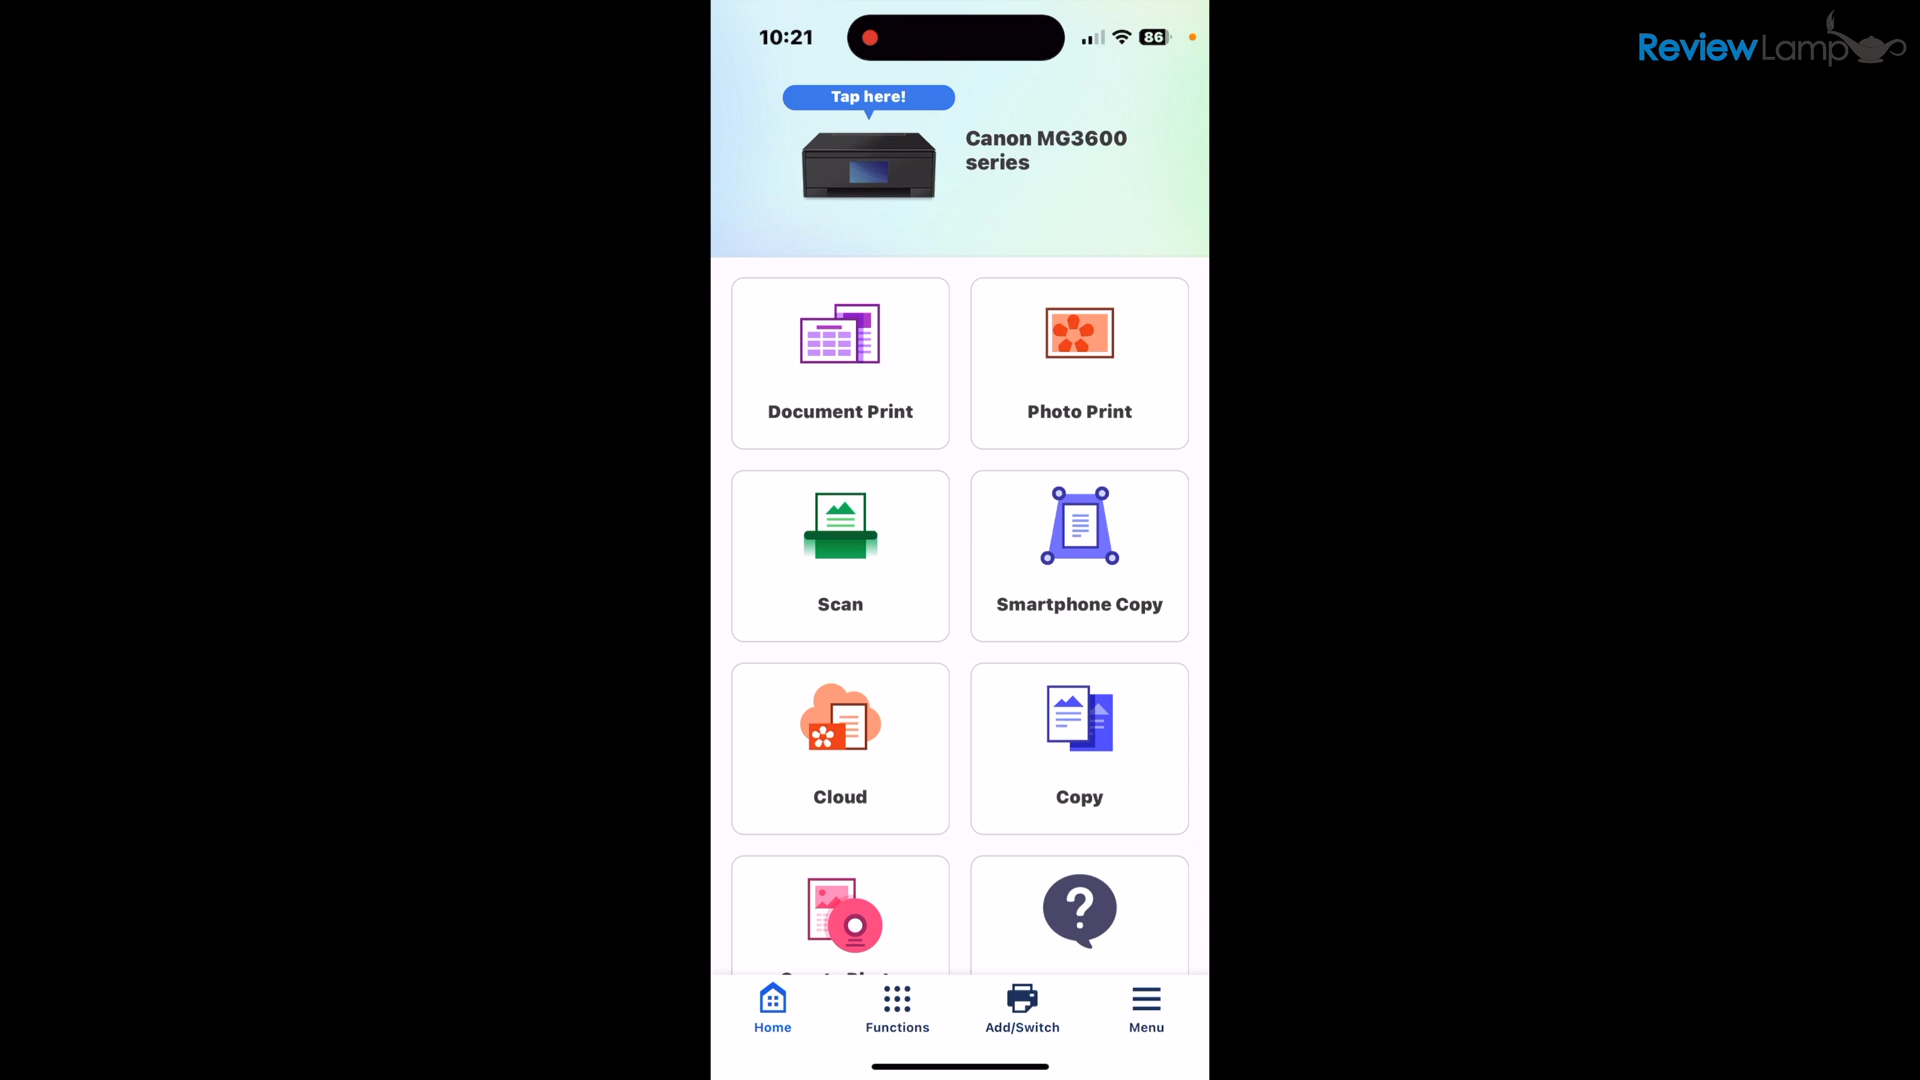 10:21
86
ReviewLamp
Tap here!
Canon MG3600
series
Document Print
Photo Print
Scan
Smartphone Copy
Cloud
Copy
?
Home
Functions
Add/Switch
Menu